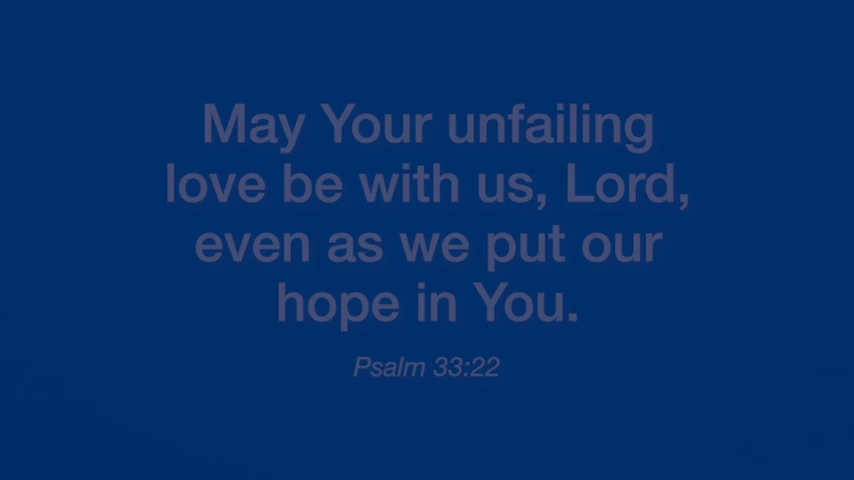 May Your unfailing
love be with us, Lord,
even as we put our
hope in You.
Psalm 33:22